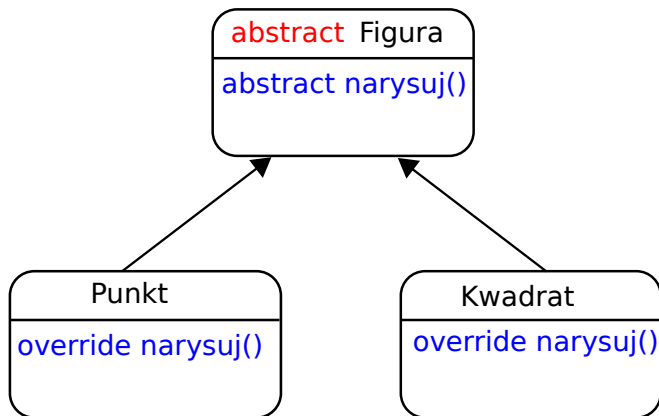 abstract Figura
abstract narysuj()
Punkt
override narysuj()
Kwadrat
override narysuj()